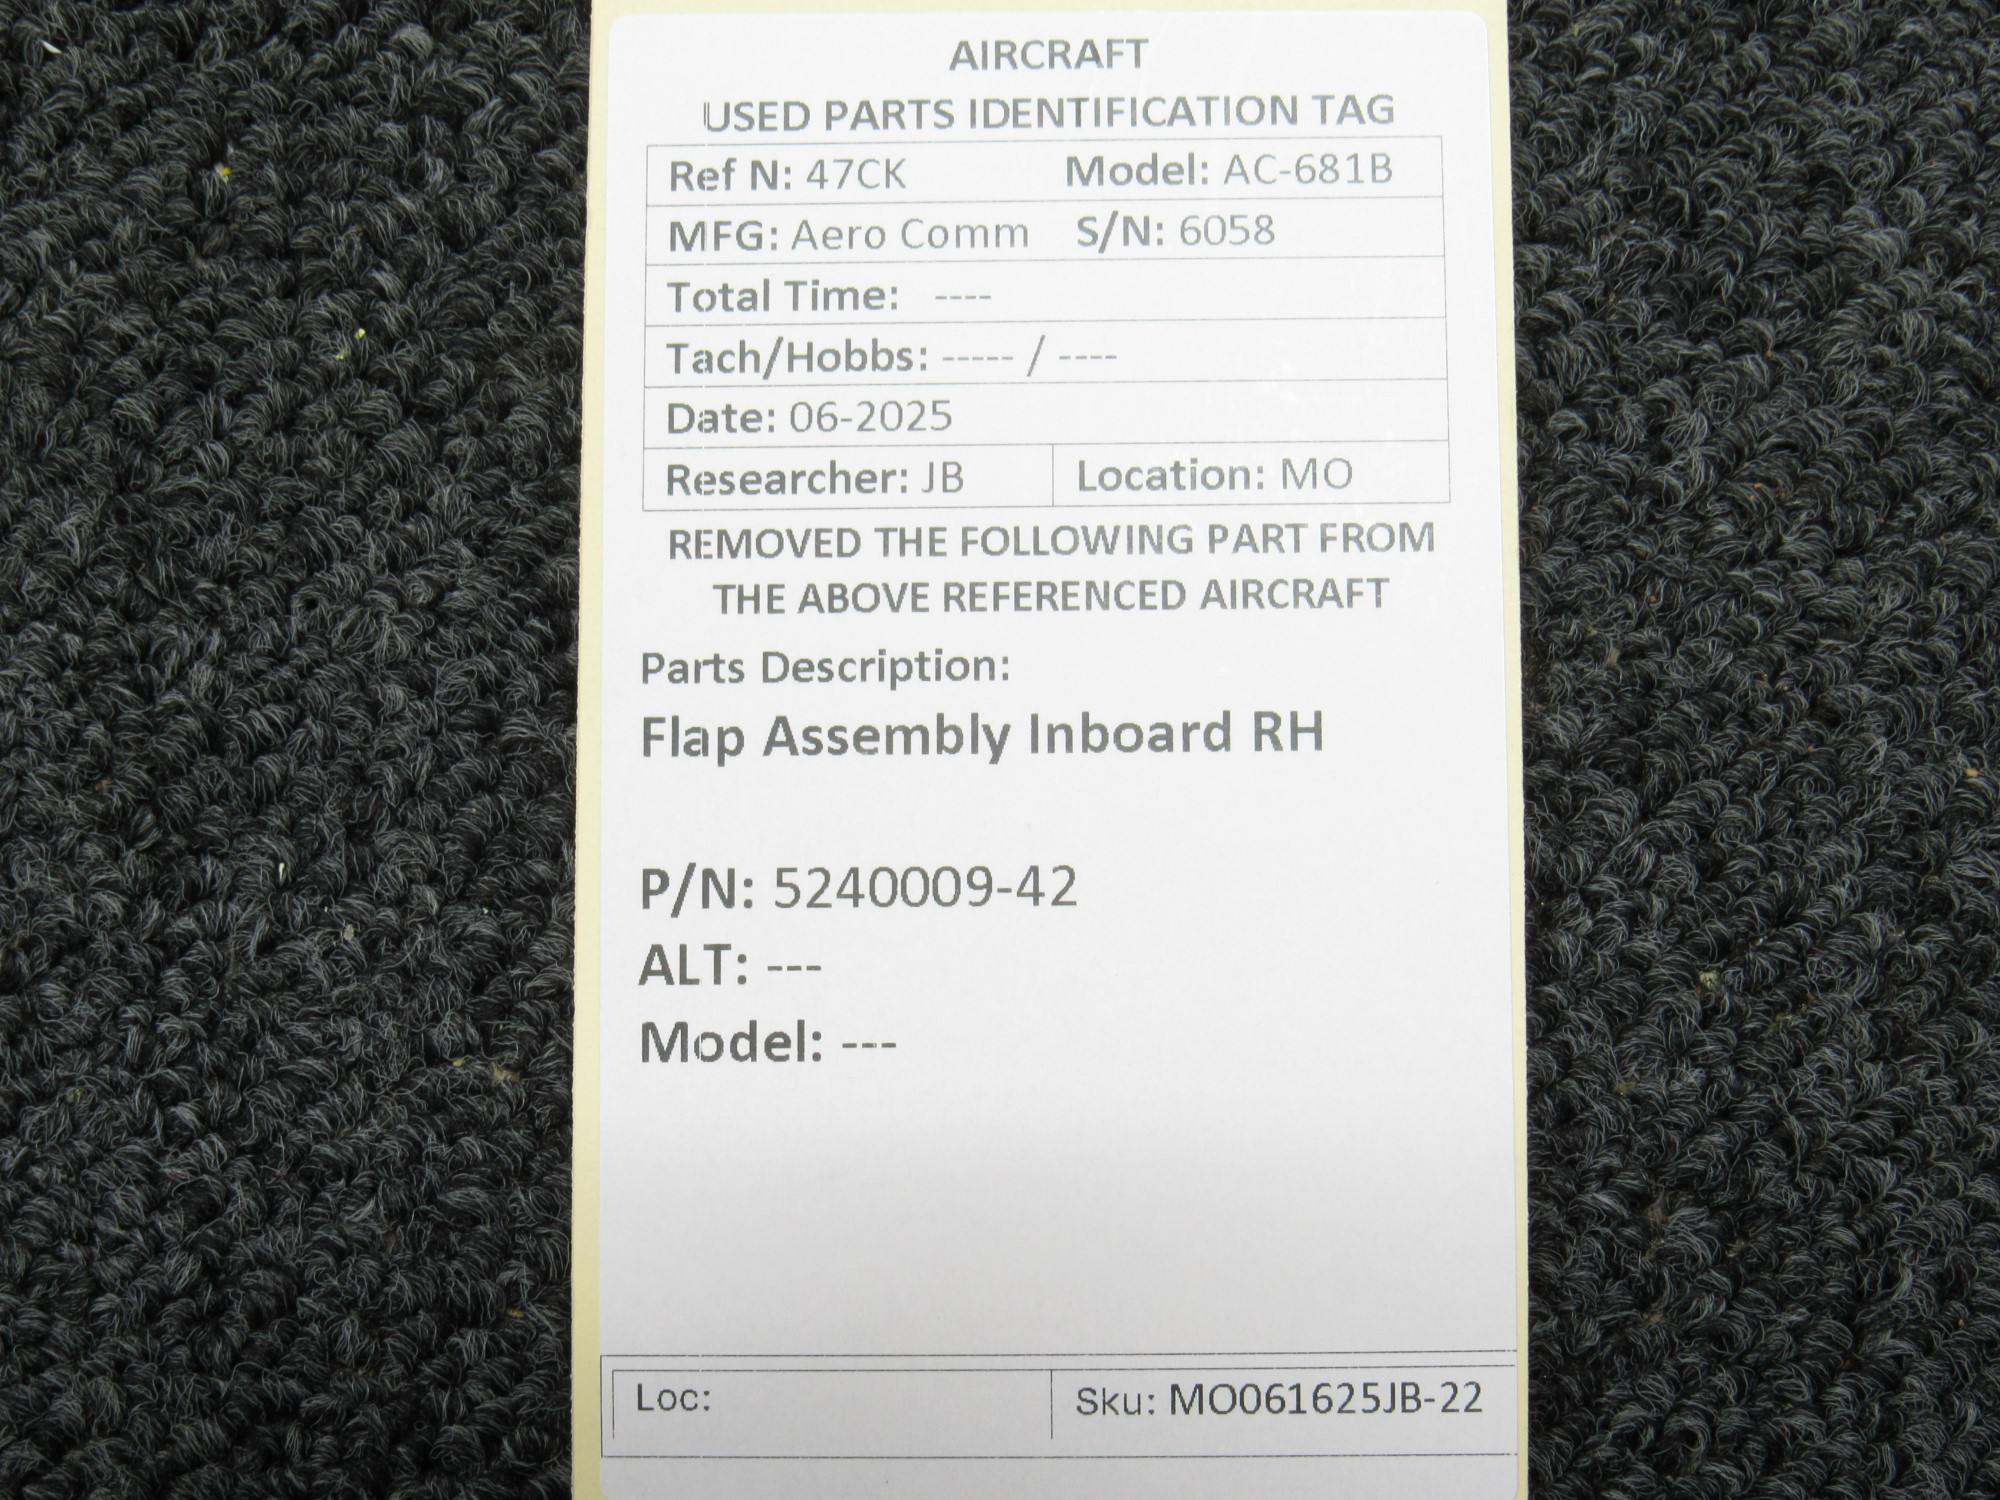 AIRCRAFT
USED PARTS IDENTIFICATION TAG
Ref N: 47CK Model: AC-681B
MFG: Aero Comm S/N: 6058
Total Time: ----
Tach/Hobbs: ----- / ----
Date: 06-2025
Researcher: JB Location: MO
REMOVED THE FOLLOWING PART FROM
THE ABOVE REFERENCED AIRCRAFT
Parts Description:
Flap Assembly Inboard RH
P/N: 5240009-42
ALT: ---
Model: ---
Loc: Sku: MO061625JB-22